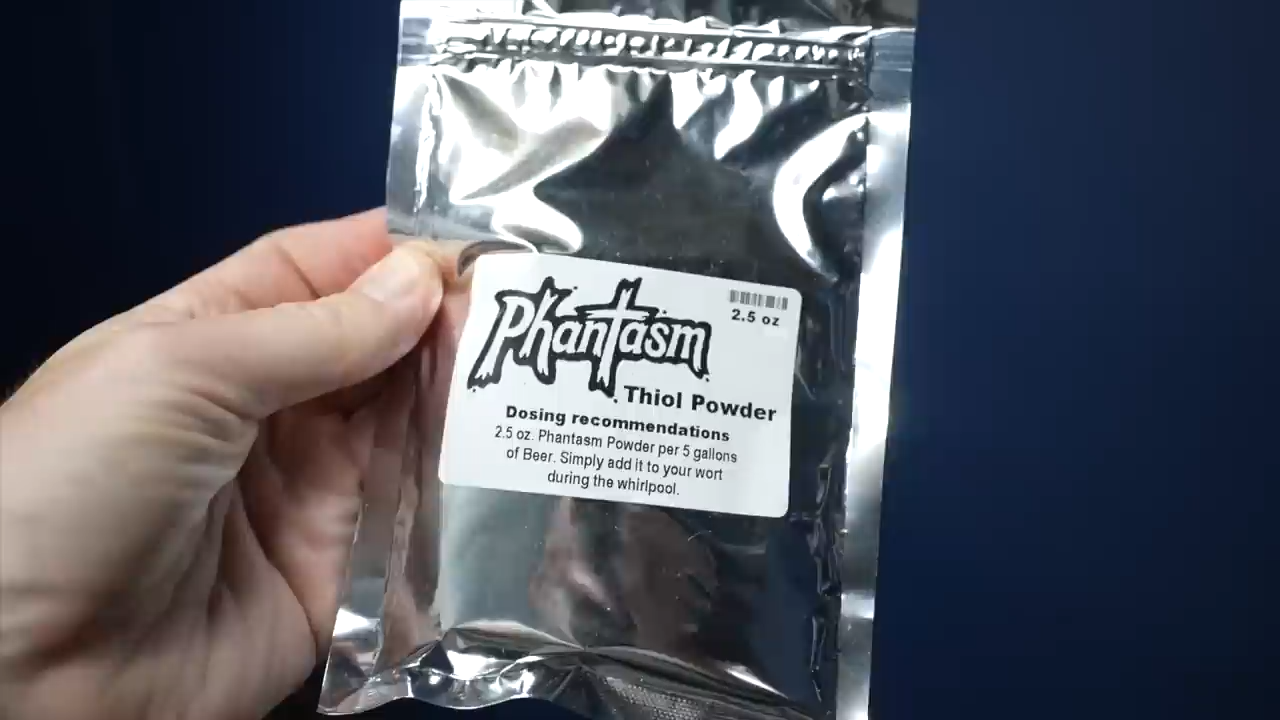 Phantasm
2.5 oz
Thiol Powder
Dosing recommendations
2.5 oz. Phantasm Powder per 5 gallons
of Beer. Simply add it to your wort
during the whirlpool.